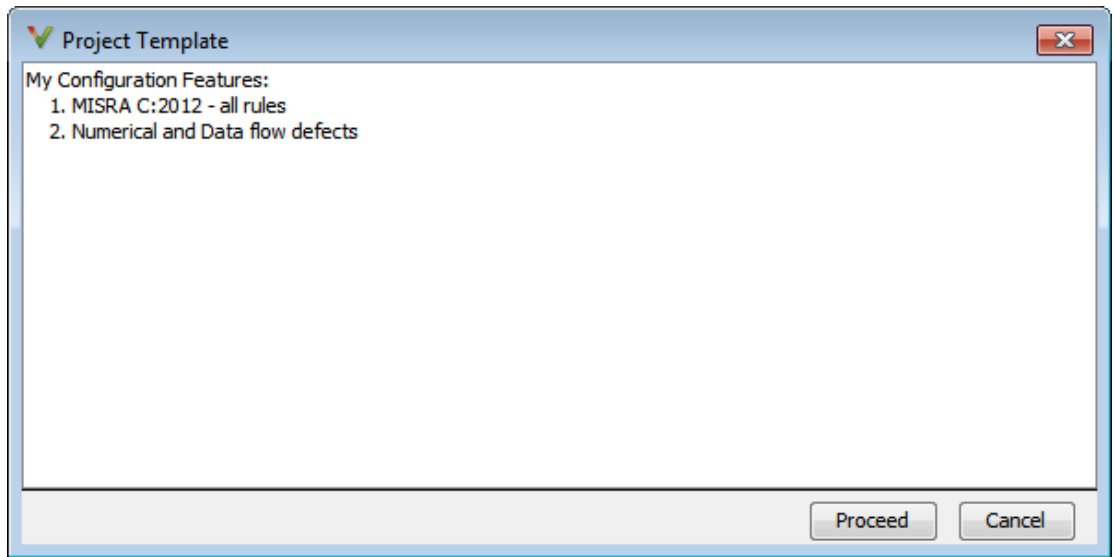 Project Template
My Configuration Features:
1. MISRA C:2012 - all rules
2. Numerical and Data flow defects
Proceed Cancel